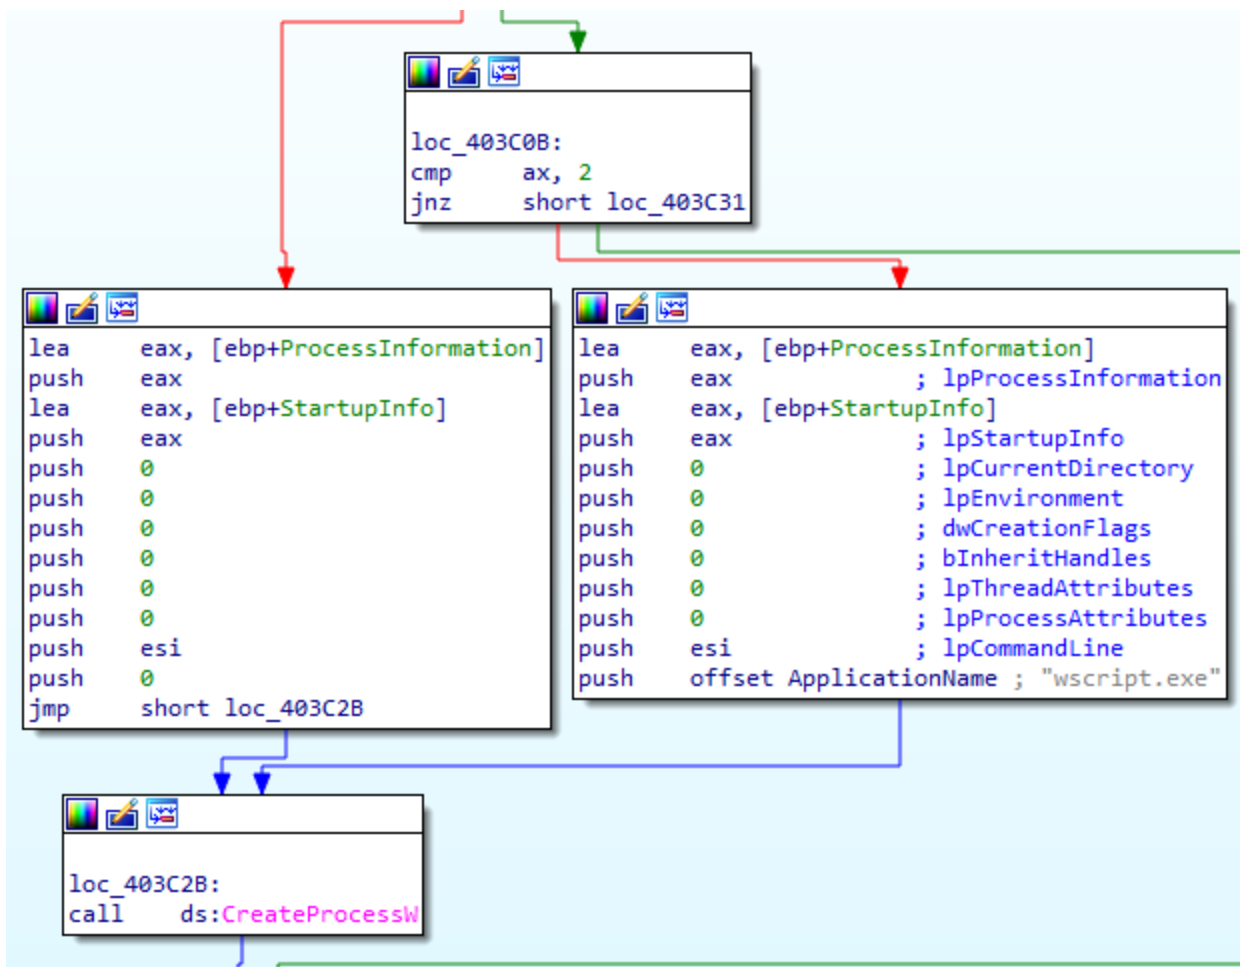 loc_403C0B:
cmp ax, 2
jnz short loc_403C31
lea eax, [ebp+ProcessInformation]
push eax
lea eax, [ebp+StartupInfo]
push eax
push 0
push 0
push 0
push 0
push 0
push 0
push esi
push 0
jmp short loc_403C2B
lea eax, [ebp+ProcessInformation]
push eax ; lpProcessInformation
lea eax, [ebp+StartupInfo]
push eax ; lpStartupInfo
push 0 ; lpCurrentDirectory
push 0 ; lpEnvironment
push 0 ; dwCreationFlags
push 0 ; bInheritHandles
push 0 ; lpThreadAttributes
push 0 ; lpProcessAttributes
push esi ; lpCommandLine
push offset ApplicationName ; "wscript.exe"
loc_403C2B:
call ds:CreateProcessW